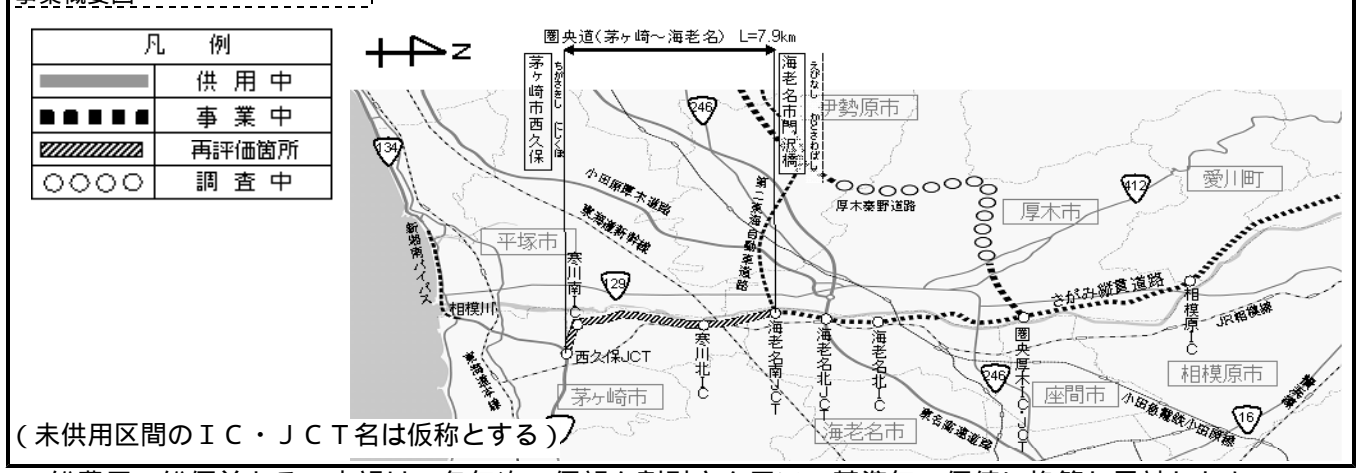 事業概要図
凡 例
供 用 中
事 業 中
再評価箇所
調 査 中
N
圏央道(茅ヶ崎～海老名) L=7.9km
茅ヶ崎市西久保
ちがさきし にしくぼ
海老名市門沢橋
えびなし かどさわばし
246
伊勢原市
134
小田原厚木道路
東海道新幹線
第二東海自動車道路
厚木秦野道路
412
愛川町
厚木市
新湘南バイパス
平塚市
寒川南IC
129
相模川
さがみ縦貫道路
相模原IC
JR相模線
東海道本線
西久保JCT
寒川北IC
海老名南JCT
海老名北JCT
海老名北IC
圏央厚木IC・JCT
246
座間市
相模原市
茅ヶ崎市
海老名市
東名高速道路
小田急電鉄小田原線
16
横浜線
(未供用区間のIC・JCT名は仮称とする)